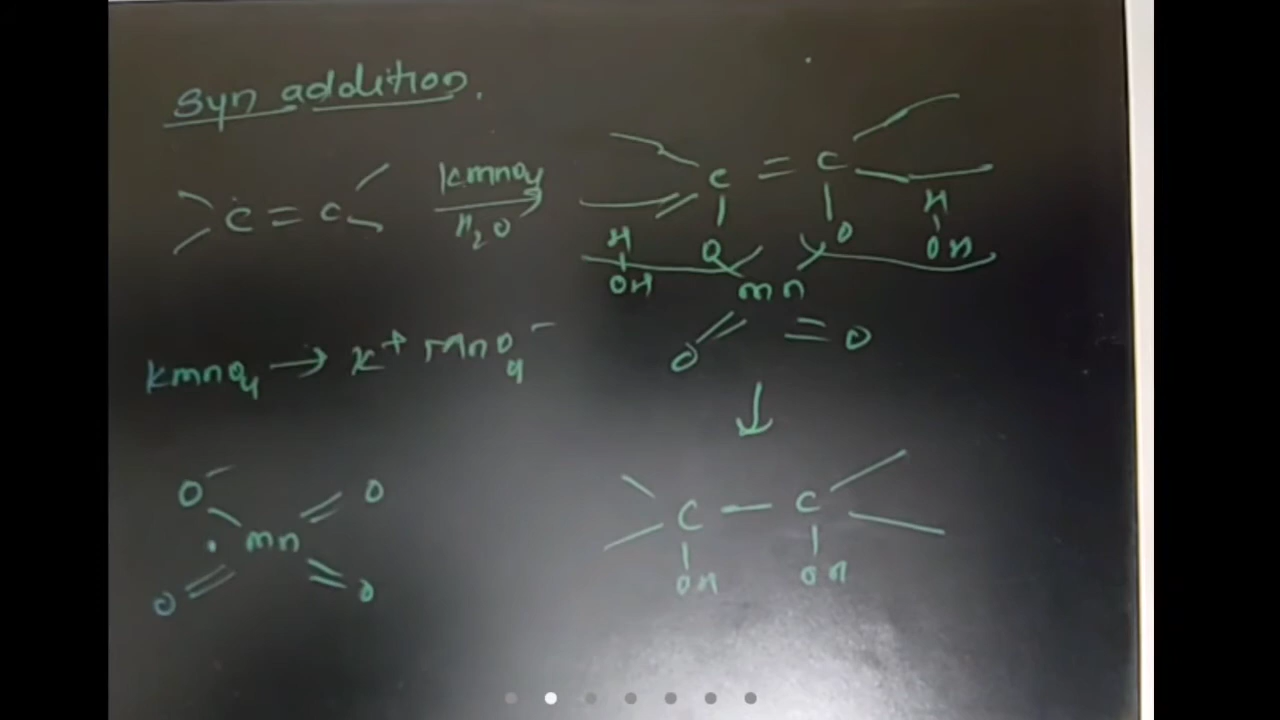 Syn addition.
C = C
KMnO4
H2O
C = C
H
OH
O
O
H
OH
Mn
O
O
KMnO4 → K+ MnO4-
O-
O
Mn
O
O
C - C
OH
OH